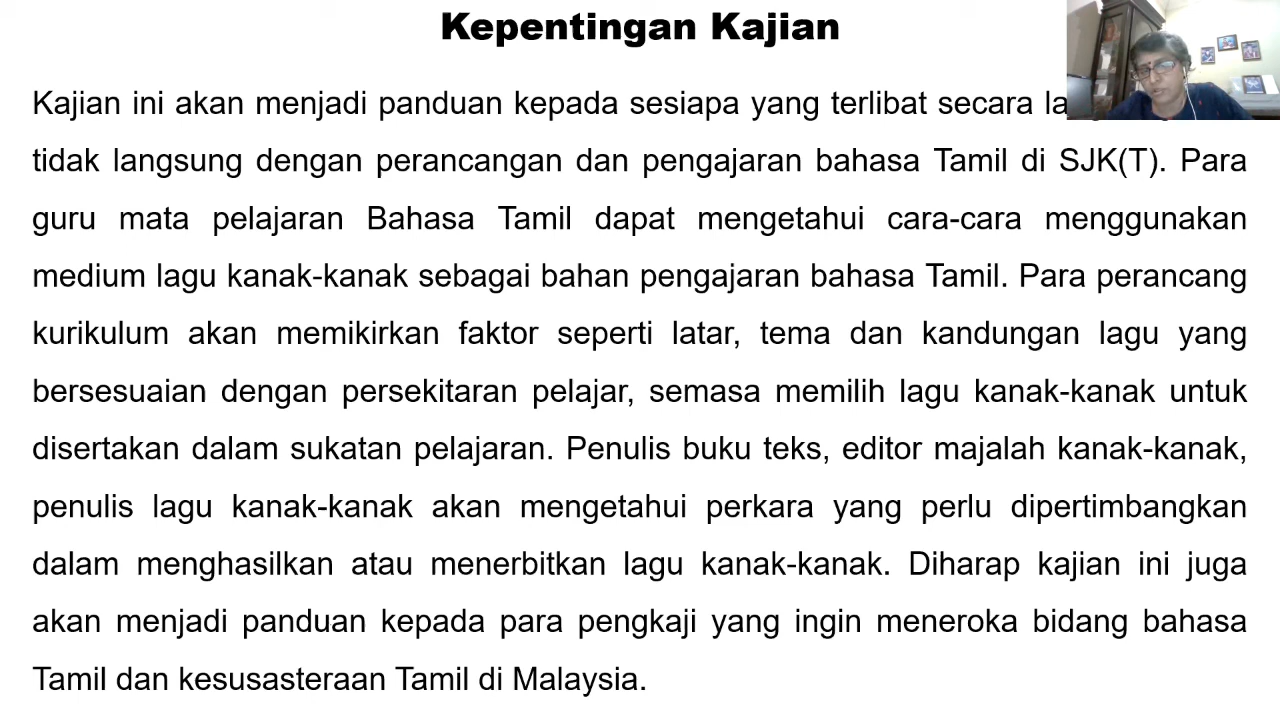 Kepentingan Kajian
Kajian ini akan menjadi panduan kepada sesiapa yang terlibat secara
tidak langsung dengan perancangan dan pengajaran bahasa Tamil di SJK(T). Para
guru mata pelajaran Bahasa Tamil dapat mengetahui cara-cara menggunakan
medium lagu kanak-kanak sebagai bahan pengajaran bahasa Tamil. Para perancang
kurikulum akan memikirkan faktor seperti latar, tema dan kandungan lagu yang
bersesuaian dengan persekitaran pelajar, semasa memilih lagu kanak-kanak untuk
disertakan dalam sukatan pelajaran. Penulis buku teks, editor majalah kanak-kanak,
penulis lagu kanak-kanak akan mengetahui perkara yang perlu dipertimbangkan
dalam menghasilkan atau menerbitkan lagu kanak-kanak. Diharap kajian ini juga
akan menjadi panduan kepada para pengkaji yang ingin meneroka bidang bahasa
Tamil dan kesusasteraan Tamil di Malaysia.